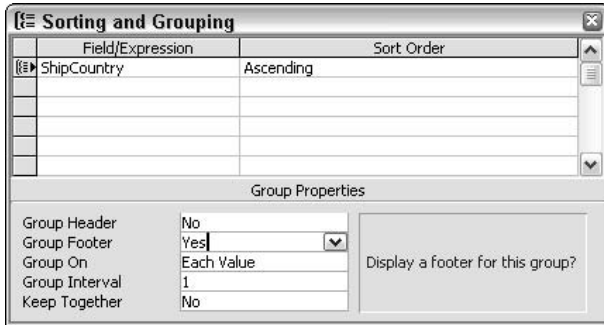 Sorting and Grouping
Field/Expression Sort Order
ShipCountry Ascending
Group Properties
Group Header No
Group Footer Yes
Group On Each Value Display a footer for this group?
Group Interval 1
Keep Together No